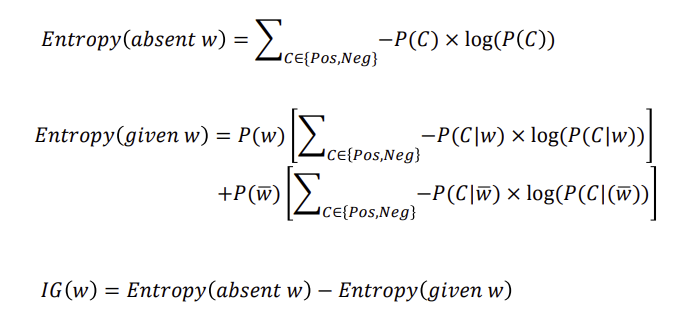 Entropy(absent w) = ∑_{C∈{Pos,Neg}} −P(C) × log(P(C))
Entropy(given w) = P(w) [∑_{C∈{Pos,Neg}} −P(C|w) × log(P(C|w))]
+P(w̅) [∑_{C∈{Pos,Neg}} −P(C|w̅) × log(P(C|(w̅))]
IG(w) = Entropy(absent w) − Entropy(given w)